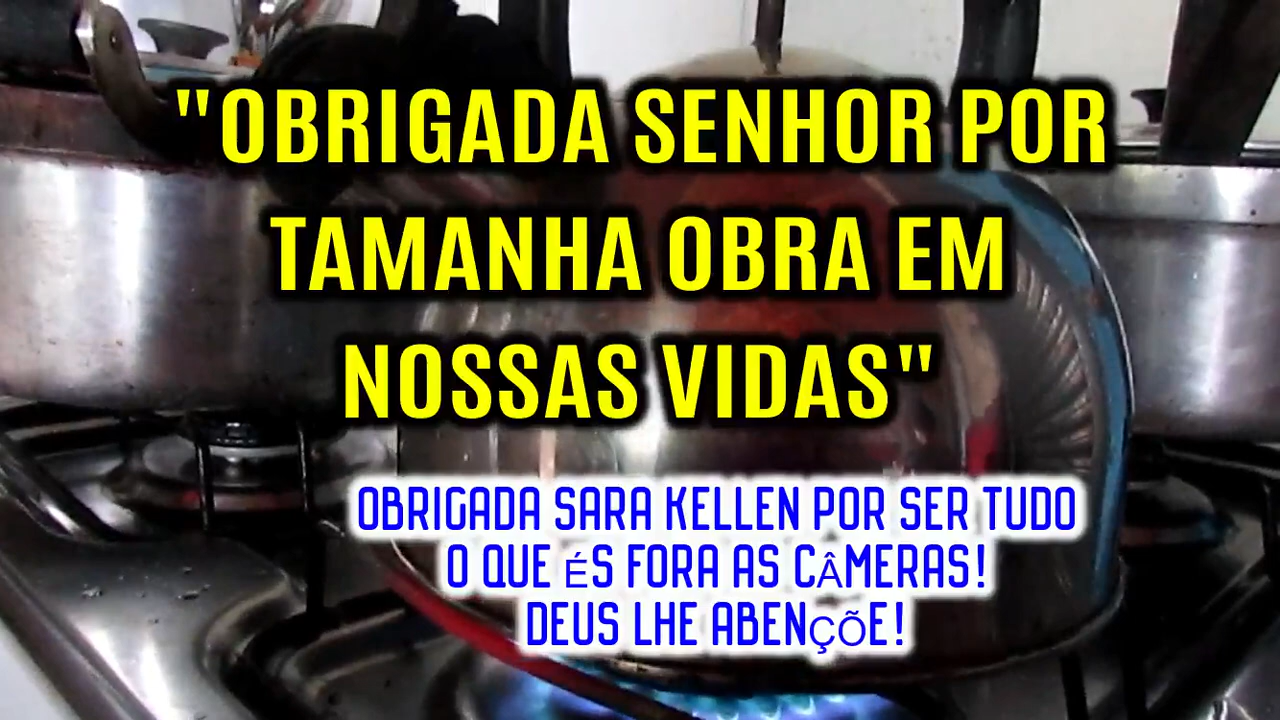 "OBRIGADA SENHOR POR
TAMANHA OBRA EM
NOSSAS VIDAS"
OBRIGADA SARA KELLEN POR SER TUDO
O QUE ÉS FORA AS CÂMERAS!
DEUS LHE ABENÇÕE!